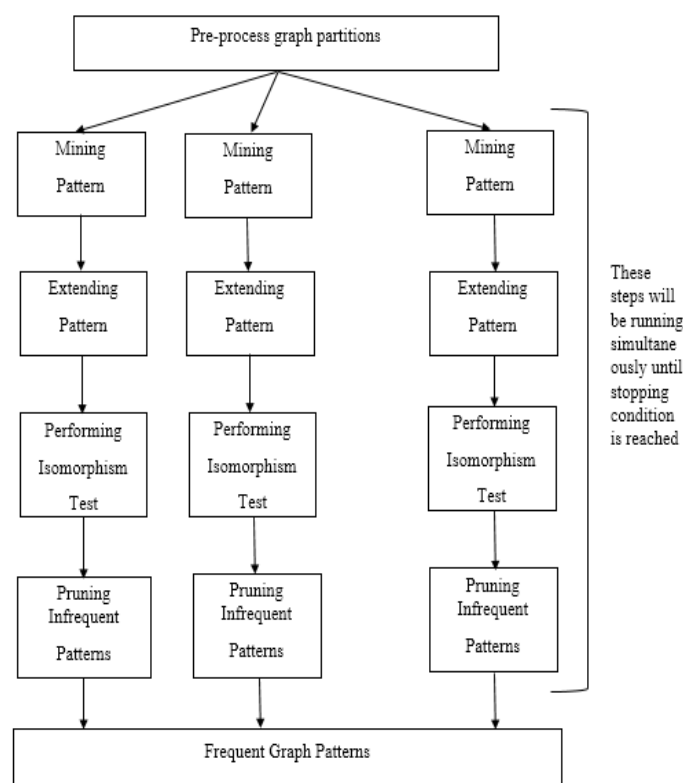 Pre-process graph partitions
Mining
Pattern
Mining
Pattern
Mining
Pattern
Extending
Pattern
Extending
Pattern
Extending
Pattern
These
steps will
be running
simultane
ously until
stopping
condition
is reached
Performing
Isomorphism
Test
Performing
Isomorphism
Test
Performing
Isomorphism
Test
Pruning
Infrequent
Patterns
Pruning
Infrequent
Patterns
Pruning
Infrequent
Patterns
Frequent Graph Patterns